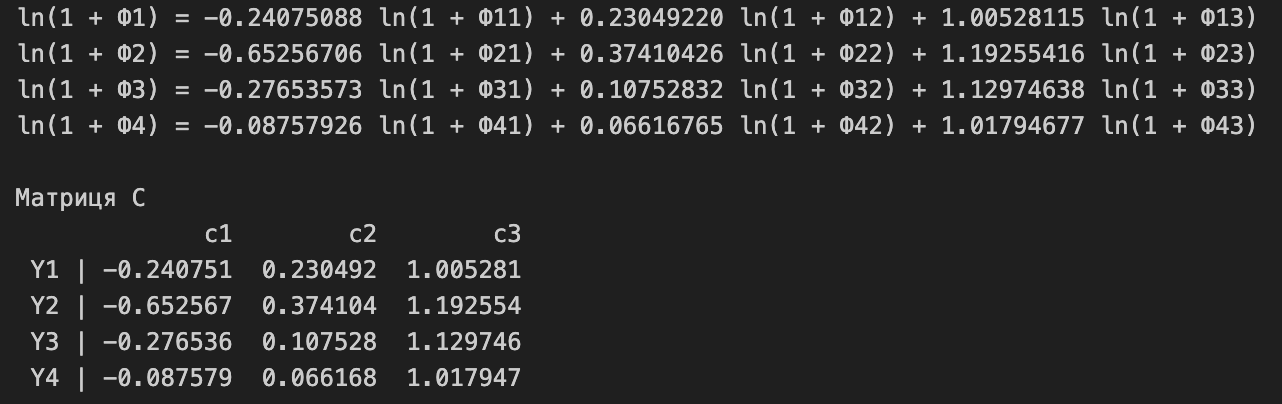 ln(1 + Φ1) = -0.24075088 ln(1 + Φ11) + 0.23049220 ln(1 + Φ12) + 1.00528115 ln(1 + Φ13)
ln(1 + Φ2) = -0.65256706 ln(1 + Φ21) + 0.37410426 ln(1 + Φ22) + 1.19255416 ln(1 + Φ23)
ln(1 + Φ3) = -0.27653573 ln(1 + Φ31) + 0.10752832 ln(1 + Φ32) + 1.12974638 ln(1 + Φ33)
ln(1 + Φ4) = -0.08757926 ln(1 + Φ41) + 0.06616765 ln(1 + Φ42) + 1.01794677 ln(1 + Φ43)
Матриця C
c1 c2 c3
Y1 | -0.240751 0.230492 1.005281
Y2 | -0.652567 0.374104 1.192554
Y3 | -0.276536 0.107528 1.129746
Y4 | -0.087579 0.066168 1.017947